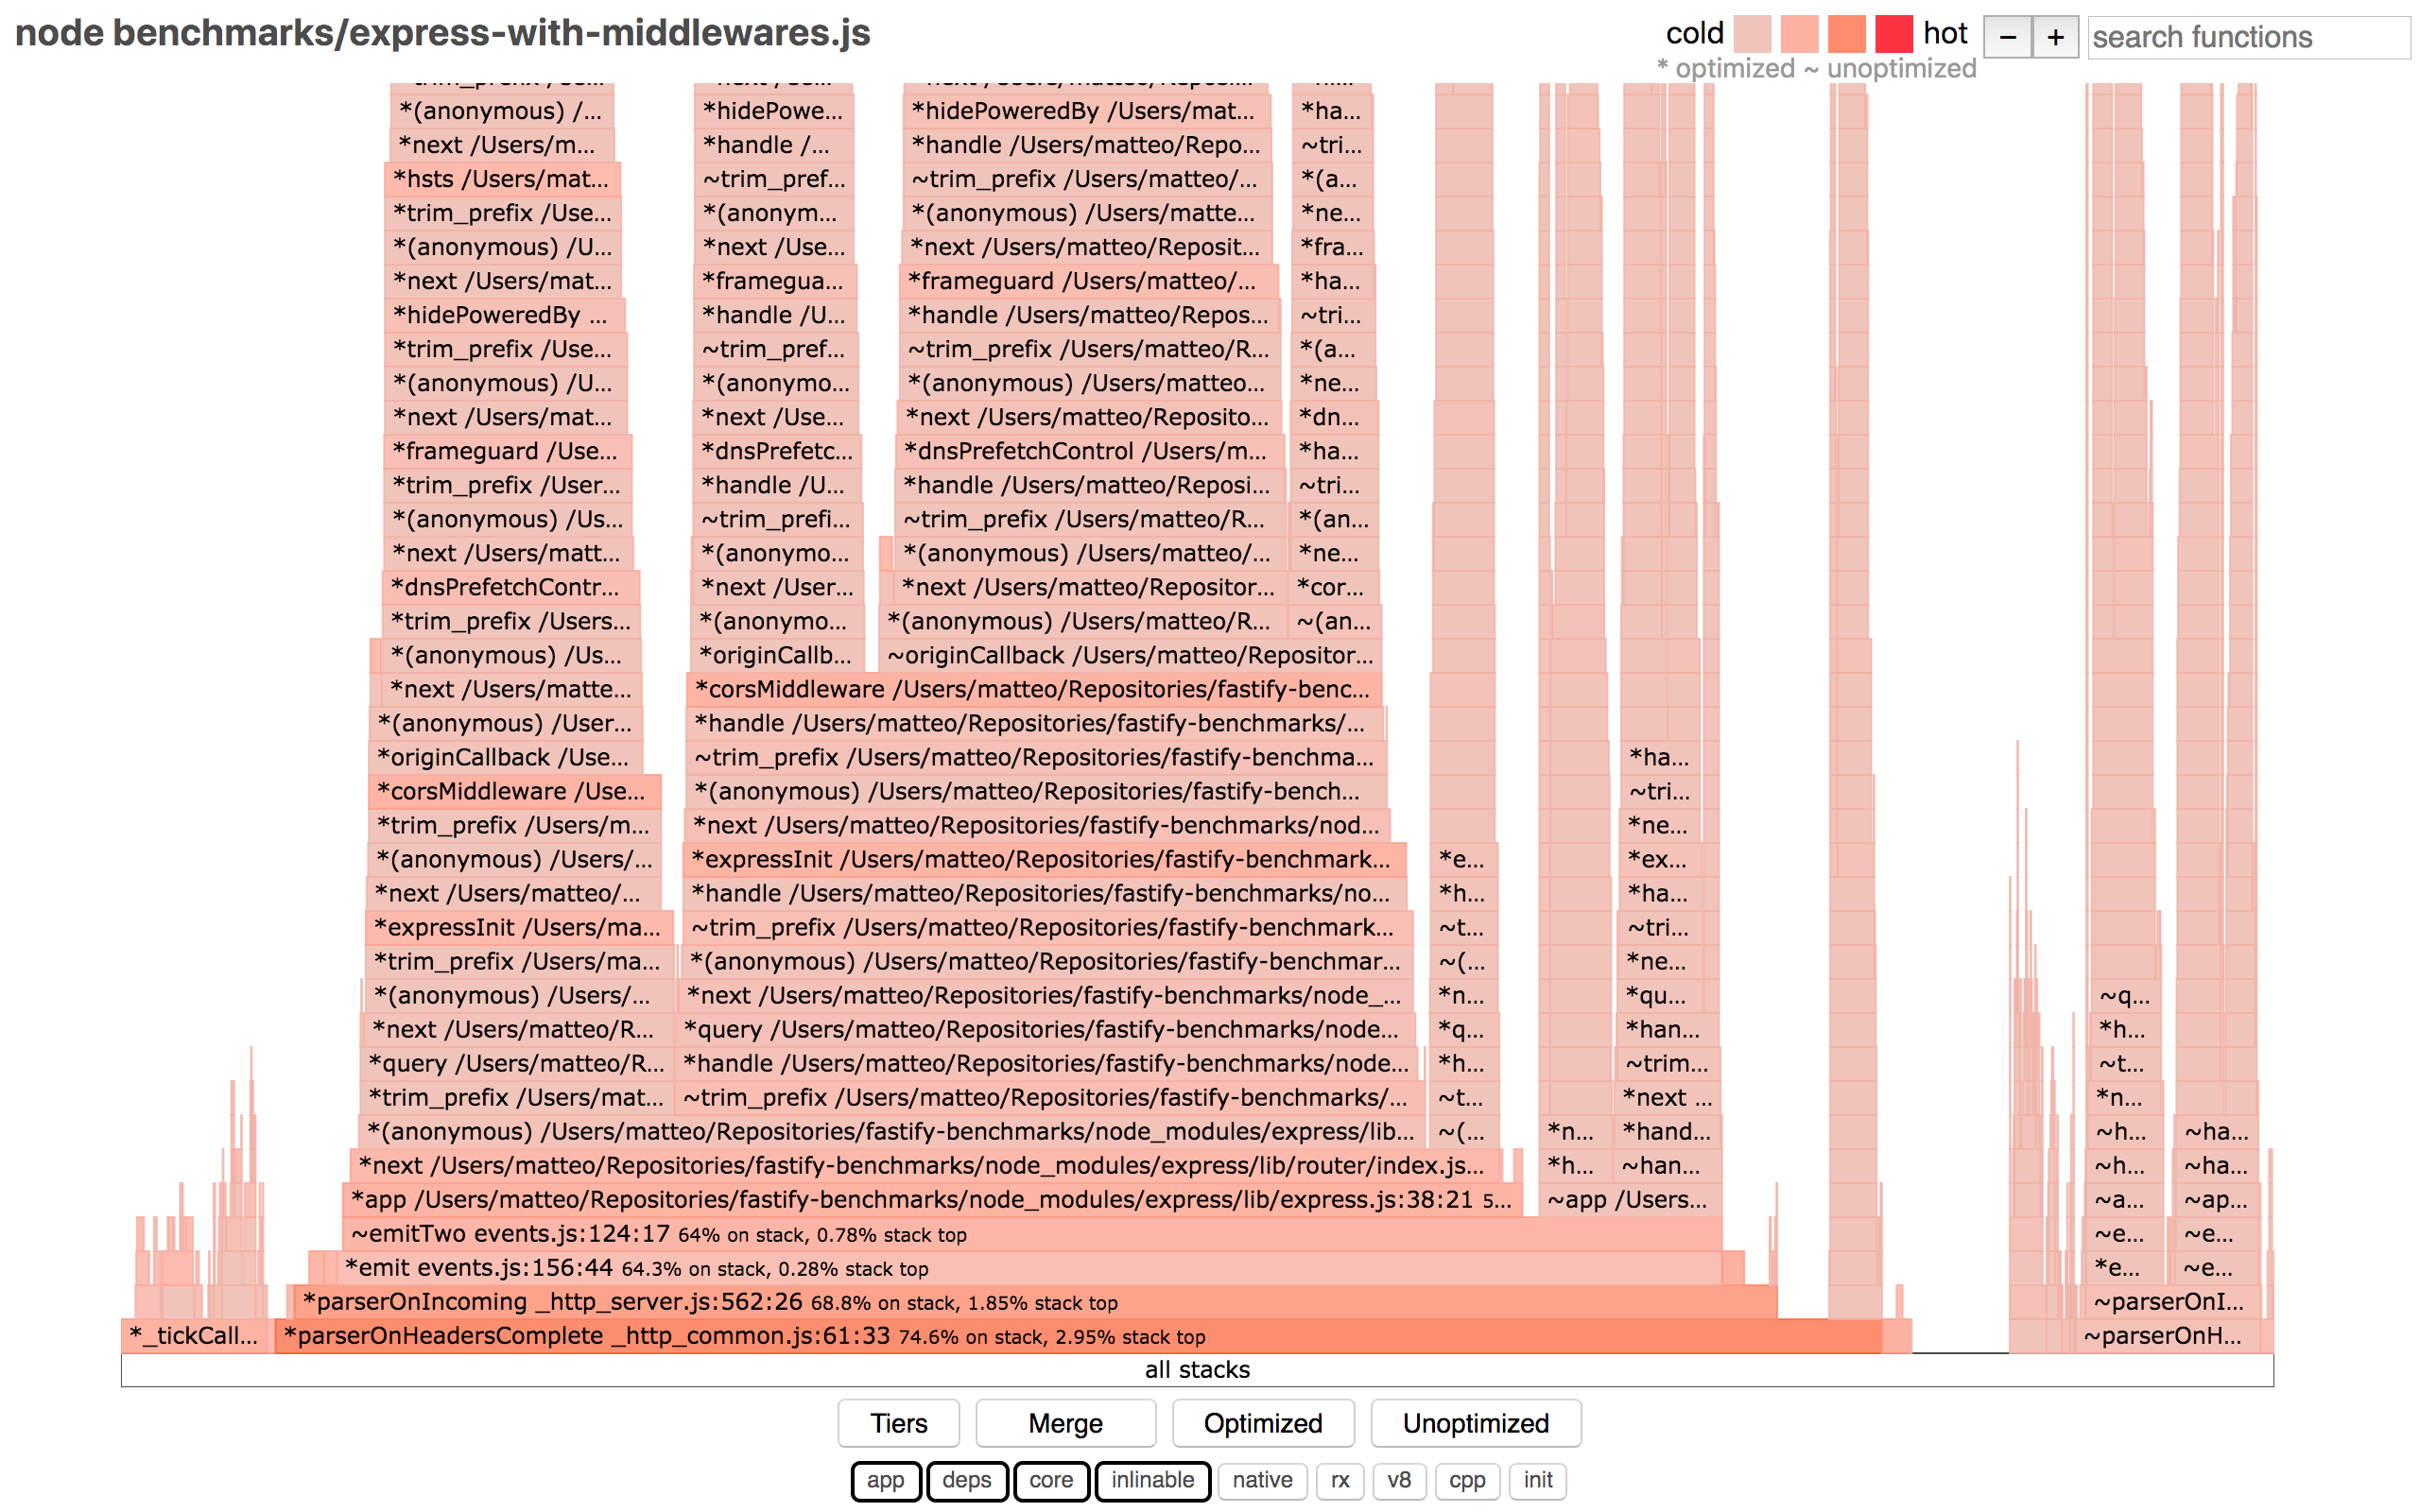 node benchmarks/express-with-middlewares.js
cold hot − + search functions
* optimized ~ unoptimized
*(anonymous) /... *hidePowe... *hidePoweredBy /Users/mat... *ha...
*next /Users/m... *handle /... *handle /Users/matteo/Repo... ~tri...
*hsts /Users/mat... ~trim_pref... ~trim_prefix /Users/matteo/... *(a...
*trim_prefix /Use... *(anonym... *(anonymous) /Users/matte... *ne...
*(anonymous) /U... *next /Use... *next /Users/matteo/Reposit... *fra...
*next /Users/mat... *framegua... *frameguard /Users/matteo/... *ha...
*hidePoweredBy ... *handle /U... *handle /Users/matteo/Repos... ~tri...
*trim_prefix /Use... ~trim_pref... ~trim_prefix /Users/matteo/R... *(a...
*(anonymous) /U... *(anonymo... *(anonymous) /Users/matteo... *ne...
*next /Users/mat... *next /Use... *next /Users/matteo/Reposito... *dn...
*frameguard /Use... *dnsPrefetc... *dnsPrefetchControl /Users/m... *ha...
*trim_prefix /User... *handle /U... *handle /Users/matteo/Reposi... ~tri...
*(anonymous) /Us... ~trim_prefi... ~trim_prefix /Users/matteo/R... *(an...
*next /Users/matt... *(anonymo... *(anonymous) /Users/matteo/... *ne...
*dnsPrefetchContr... *next /User... *next /Users/matteo/Repositor... *cor...
*trim_prefix /Users... *(anonymo... *(anonymous) /Users/matteo/R... ~(an...
*(anonymous) /Us... *originCallb... ~originCallback /Users/matteo/Repositor...
*next /Users/matte... *corsMiddleware /Users/matteo/Repositories/fastify-benc...
*(anonymous) /User... *handle /Users/matteo/Repositories/fastify-benchmarks/...
*originCallback /Use... ~trim_prefix /Users/matteo/Repositories/fastify-benchma... *ha...
*corsMiddleware /Use... *(anonymous) /Users/matteo/Repositories/fastify-bench... ~tri...
*trim_prefix /Users/m... *next /Users/matteo/Repositories/fastify-benchmarks/nod... *ne...
*(anonymous) /Users/... *expressInit /Users/matteo/Repositories/fastify-benchmark... *e... *ex...
*next /Users/matteo/... *handle /Users/matteo/Repositories/fastify-benchmarks/no... *h... *ha...
*expressInit /Users/ma... ~trim_prefix /Users/matteo/Repositories/fastify-benchmark... ~t... ~tri...
*trim_prefix /Users/ma... *(anonymous) /Users/matteo/Repositories/fastify-benchmar... ~(... *ne...
*(anonymous) /Users/... *next /Users/matteo/Repositories/fastify-benchmarks/node_... *n... *qu... ~q...
*next /Users/matteo/R... *query /Users/matteo/Repositories/fastify-benchmarks/node... *q... *han... *h...
*query /Users/matteo/R... *handle /Users/matteo/Repositories/fastify-benchmarks/node... *h... ~trim... ~t...
*trim_prefix /Users/mat... ~trim_prefix /Users/matteo/Repositories/fastify-benchmarks/... ~t... *next ... *n...
*(anonymous) /Users/matteo/Repositories/fastify-benchmarks/node_modules/express/lib... ~(... *n... *hand... ~h... ~ha...
*next /Users/matteo/Repositories/fastify-benchmarks/node_modules/express/lib/router/index.js... *h... ~han... ~h... ~ha...
*app /Users/matteo/Repositories/fastify-benchmarks/node_modules/express/lib/express.js:38:21 5... ~app /Users... ~a... ~ap...
~emitTwo events.js:124:17 64% on stack, 0.78% stack top ~e... ~e...
*emit events.js:156:44 64.3% on stack, 0.28% stack top *e... ~e...
*parserOnIncoming _http_server.js:562:26 68.8% on stack, 1.85% stack top ~parserOnI...
*_tickCall... *parserOnHeadersComplete _http_common.js:61:33 74.6% on stack, 2.95% stack top ~parserOnH...
all stacks
Tiers Merge Optimized Unoptimized
app deps core inlinable native rx v8 cpp init